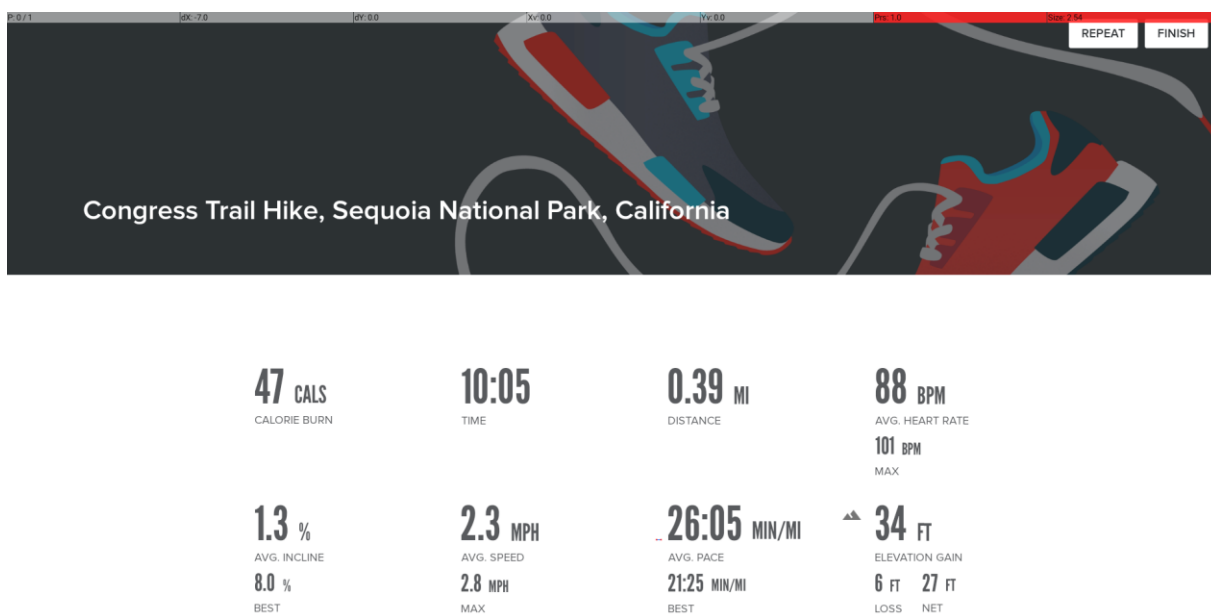 P: 0 / 1 dX: -7.0 dY: 0.0 Xv: 0.0 Yv: 0.0 Prs: 1.0 Size: 2.54
REPEAT FINISH
Congress Trail Hike, Sequoia National Park, California
47 CALS 10:05 0.39 MI 88 BPM
CALORIE BURN TIME DISTANCE AVG. HEART RATE
101 BPM
MAX
1.3 % 2.3 MPH -- 26:05 MIN/MI 34 FT
AVG. INCLINE AVG. SPEED AVG. PACE ELEVATION GAIN
8.0 % 2.8 MPH 21:25 MIN/MI 6 FT 27 FT
BEST MAX BEST LOSS NET